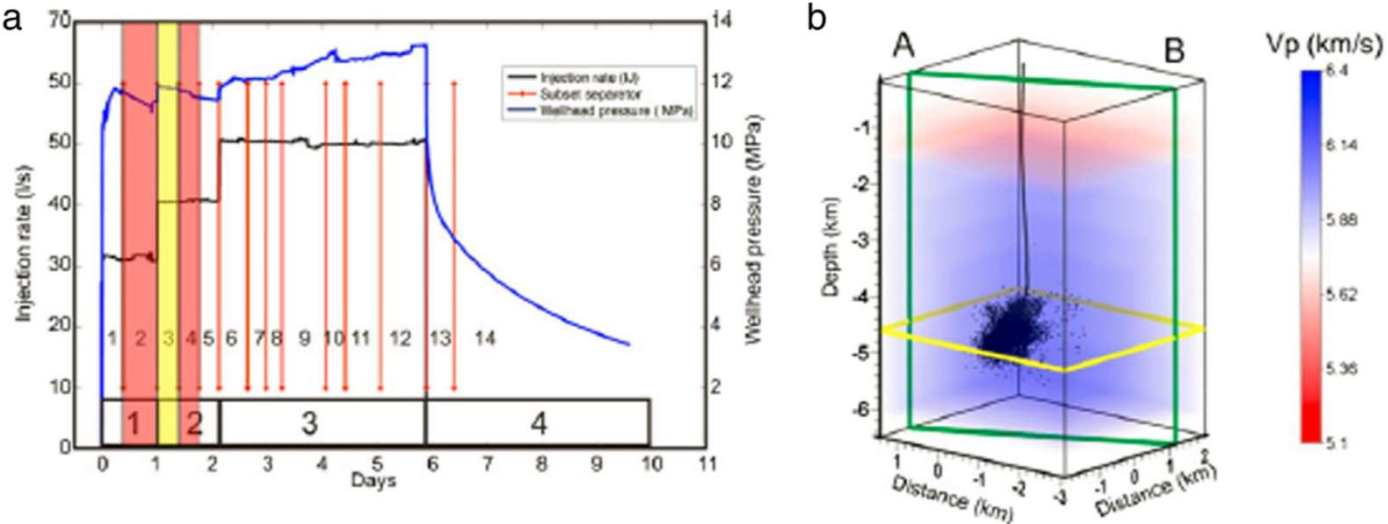 a
70
60
50
40
30
20
10
0
Injection rate (l/s)
14
12
10
8
6
4
2
Wellhead pressure (MPa)
Injection rate
Subset separetor
Wellhead pressure ( MPa)
1 2 3 4 5 6 7 8 9 10 11 12 13 14
1 2 3 4
0 1 2 3 4 5 6 7 8 9 10 11
Days
b
A
B
-1
-2
-3
-4
-5
-6
Depth (km)
1 0 -1 -2 -3
Distance (km)
-1 0 1 2
Distance (km)
Vp (km/s)
6.4
6.14
5.88
5.62
5.36
5.1